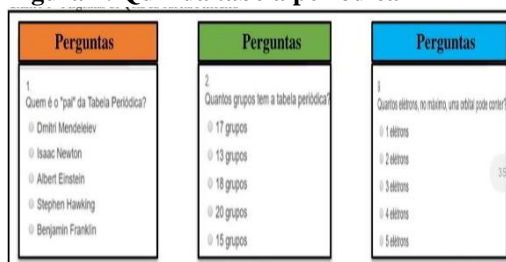 Perguntas
1
Quem é o "pai" da Tabela Periódica?
Dmitri Mendeleiev
Isaac Newton
Albert Einstein
Stephen Hawking
Benjamin Franklin
Perguntas
2
Quantos grupos tem a tabela periódica?
17 grupos
13 grupos
18 grupos
20 grupos
15 grupos
Perguntas
Quantos elétrons, no máximo, uma orbital pode conter?
1 elétrons
2 elétrons
3 elétrons
4 elétrons
5 elétrons
35